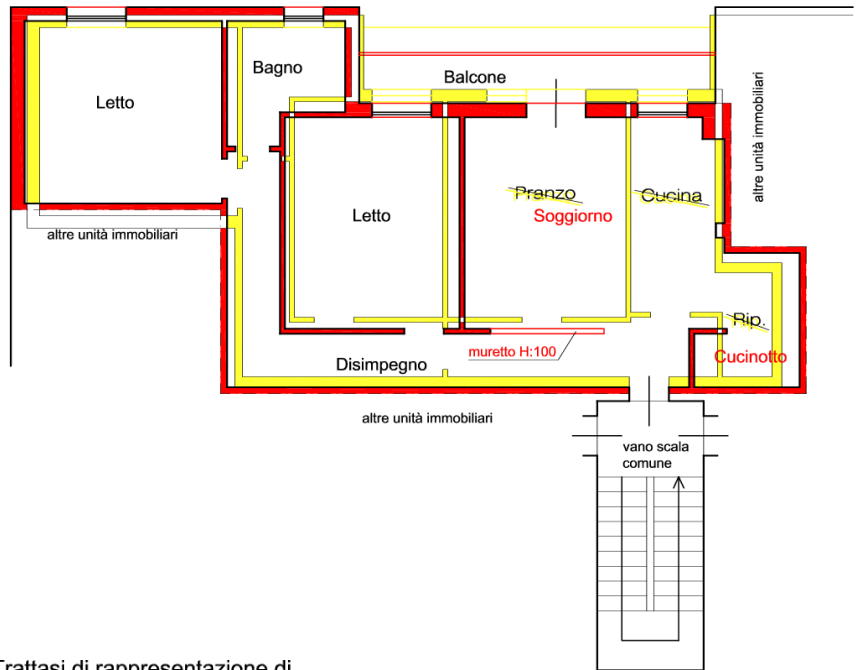 Bagno
Balcone
Letto
altre unità immobiliari
Pranzo
Cucina
Letto
Soggiorno
altre unità immobiliari
Rip.
muretto H:100
Cucinotto
Disimpegno
altre unità immobiliari
vano scala
comune
Trattasi di rappresentazione di